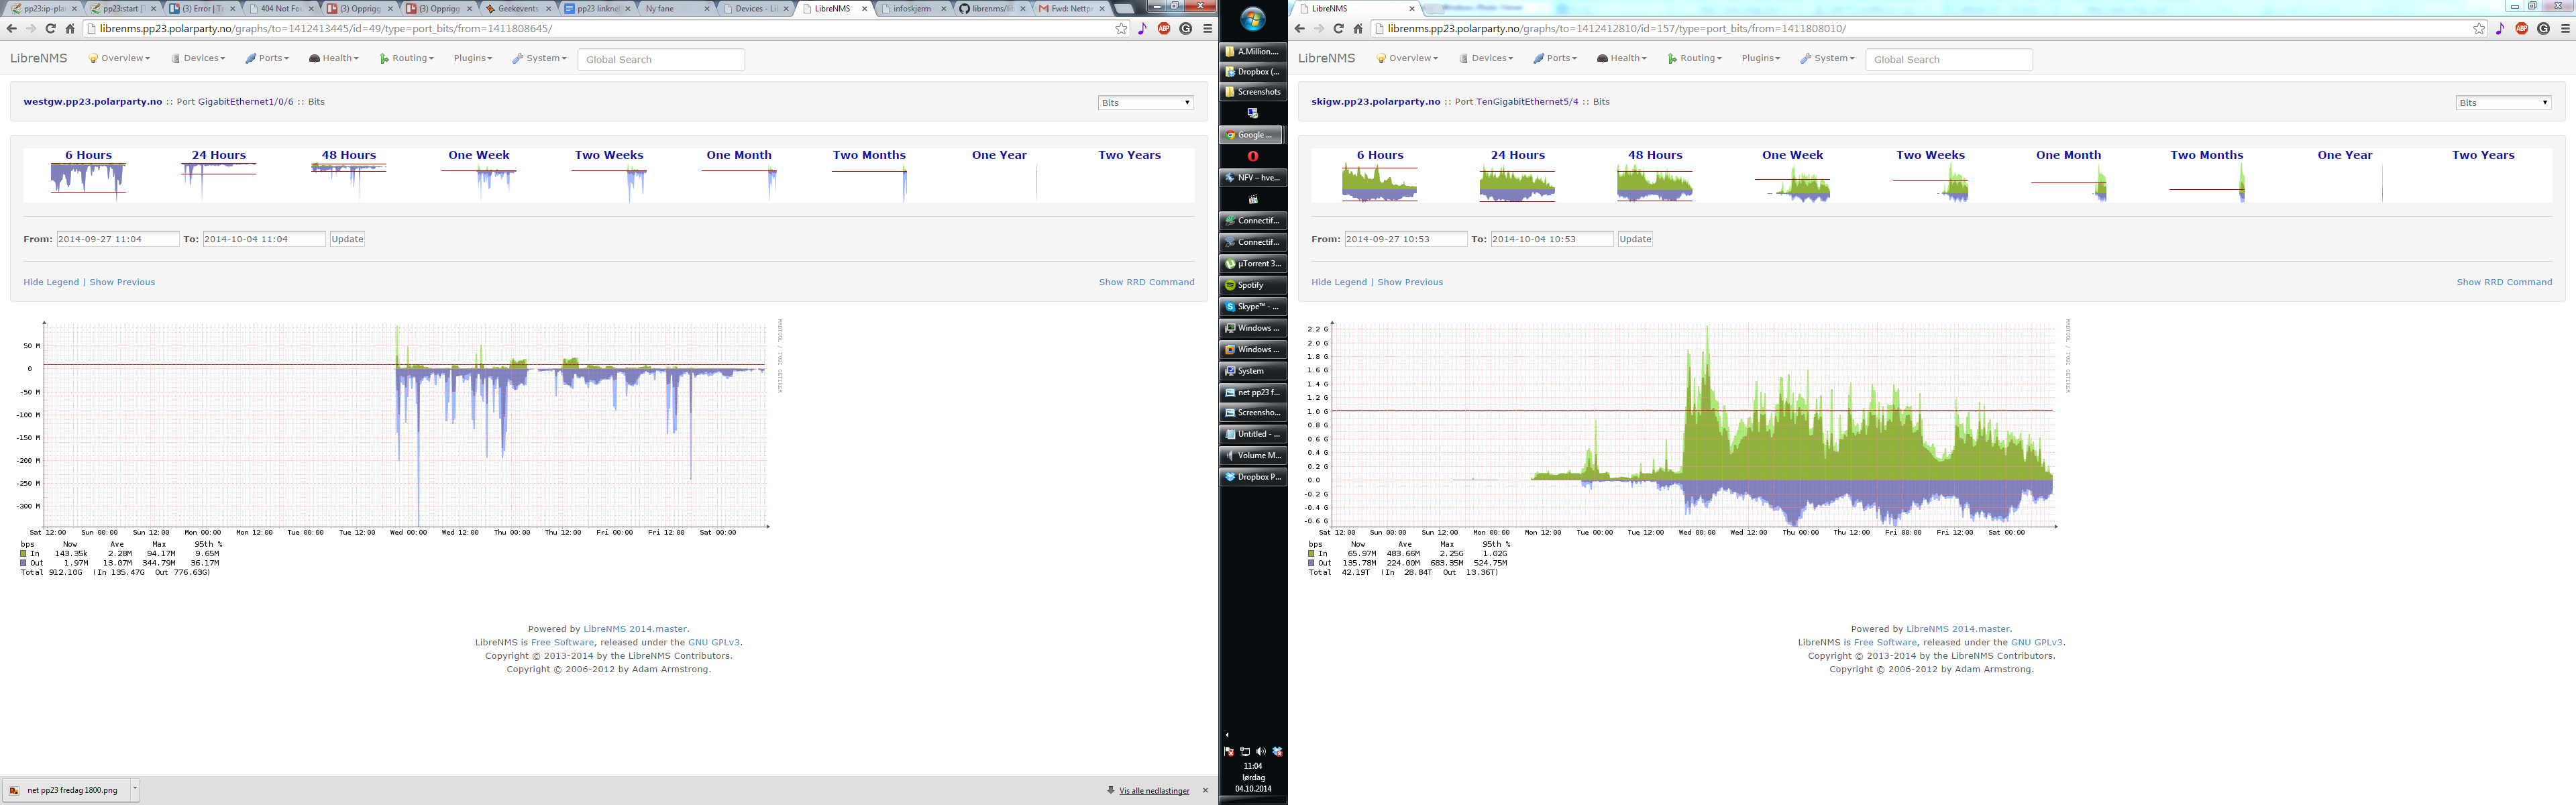 pp23:ip-pla
pp23:start [
(3) Error | T
404 Not Fou
(3) Opprigg
(3) Opprigg
Geekevents
pp23 linknet
Ny fane
Devices - Lib
LibreNMS
infoskjerm
librenms/lib
Fwd: Nettpr
librenms.pp23.polarparty.no/graphs/to=1412413445/id=49/type=port_bits/from=1411808645/
LibreNMS Overview Devices Ports Health Routing Plugins System Global Search
westgw.pp23.polarparty.no :: Port GigabitEthernet1/0/6 :: Bits
Bits
6 Hours 24 Hours 48 Hours One Week Two Weeks One Month Two Months One Year Two Years
From: 2014-09-27 11:04 To: 2014-10-04 11:04 Update
Hide Legend | Show Previous
Show RRD Command
RRDTOOL / TOBI OETIKER
50 M
0
-50 M
-100 M
-150 M
-200 M
-250 M
-300 M
Sat 12:00 Sun 00:00 Sun 12:00 Mon 00:00 Mon 12:00 Tue 00:00 Tue 12:00 Wed 00:00 Wed 12:00 Thu 00:00 Thu 12:00 Fri 00:00 Fri 12:00 Sat 00:00
bps Now Ave Max 95th %
In 143.35k 2.28M 94.17M 9.65M
Out 1.97M 13.07M 344.79M 36.17M
Total 912.10G (In 135.47G Out 776.63G)
Powered by LibreNMS 2014.master.
LibreNMS is Free Software, released under the GNU GPLv3.
Copyright © 2013-2014 by the LibreNMS Contributors.
Copyright © 2006-2012 by Adam Armstrong.
net pp23 fredag 1800.png
Vis alle nedlastinger
A.Million....
Dropbox (...
Screenshots
Google ...
NFV – hve...
Connectif...
Connectif...
µTorrent 3...
Spotify
Skype™ - ...
Windows ...
Windows ...
System
net pp23 f...
Screensho...
Untitled - ...
Volume M...
Dropbox P...
11:04
lørdag
04.10.2014
LibreNMS
librenms.pp23.polarparty.no/graphs/to=1412412810/id=157/type=port_bits/from=1411808010/
LibreNMS Overview Devices Ports Health Routing Plugins System Global Search
skigw.pp23.polarparty.no :: Port TenGigabitEthernet5/4 :: Bits
Bits
6 Hours 24 Hours 48 Hours One Week Two Weeks One Month Two Months One Year Two Years
From: 2014-09-27 10:53 To: 2014-10-04 10:53 Update
Hide Legend | Show Previous
Show RRD Command
RRDTOOL / TOBI OETIKER
2.2 G
2.0 G
1.8 G
1.6 G
1.4 G
1.2 G
1.0 G
0.8 G
0.6 G
0.4 G
0.2 G
0.0
-0.2 G
-0.4 G
-0.6 G
Sat 12:00 Sun 00:00 Sun 12:00 Mon 00:00 Mon 12:00 Tue 00:00 Tue 12:00 Wed 00:00 Wed 12:00 Thu 00:00 Thu 12:00 Fri 00:00 Fri 12:00 Sat 00:00
bps Now Ave Max 95th %
In 65.97M 483.66M 2.25G 1.02G
Out 135.78M 224.00M 683.35M 524.75M
Total 42.19T (In 28.84T Out 13.36T)
Powered by LibreNMS 2014.master.
LibreNMS is Free Software, released under the GNU GPLv3.
Copyright © 2013-2014 by the LibreNMS Contributors.
Copyright © 2006-2012 by Adam Armstrong.